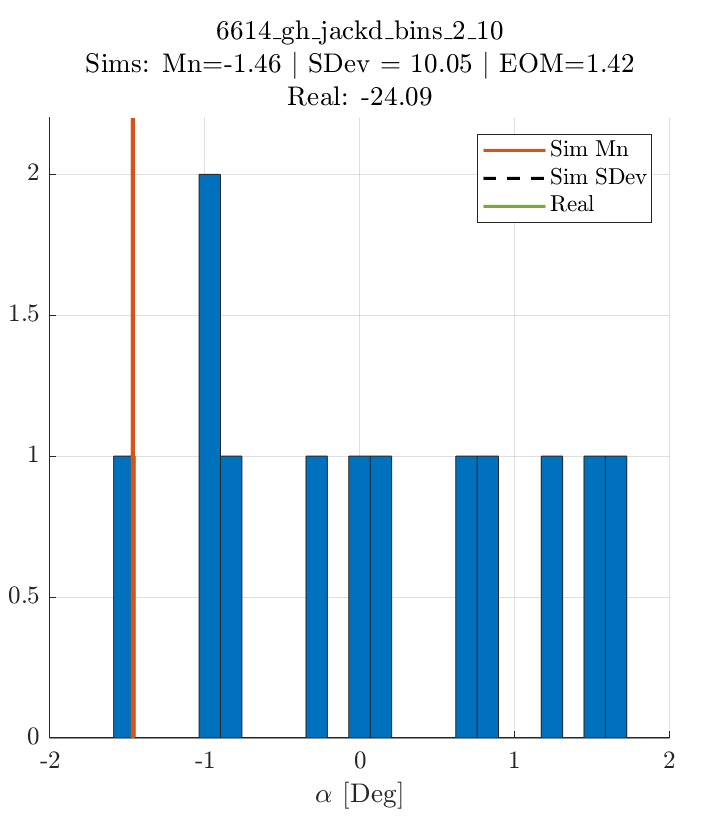 6614_gh_jackd_bins_2_10
Sims: Mn=-1.46 | SDev = 10.05 | EOM=1.42
Real: -24.09
Sim Mn
Sim SDev
Real
2
1.5
1
0.5
0
-2
-1
0
1
2
α [Deg]